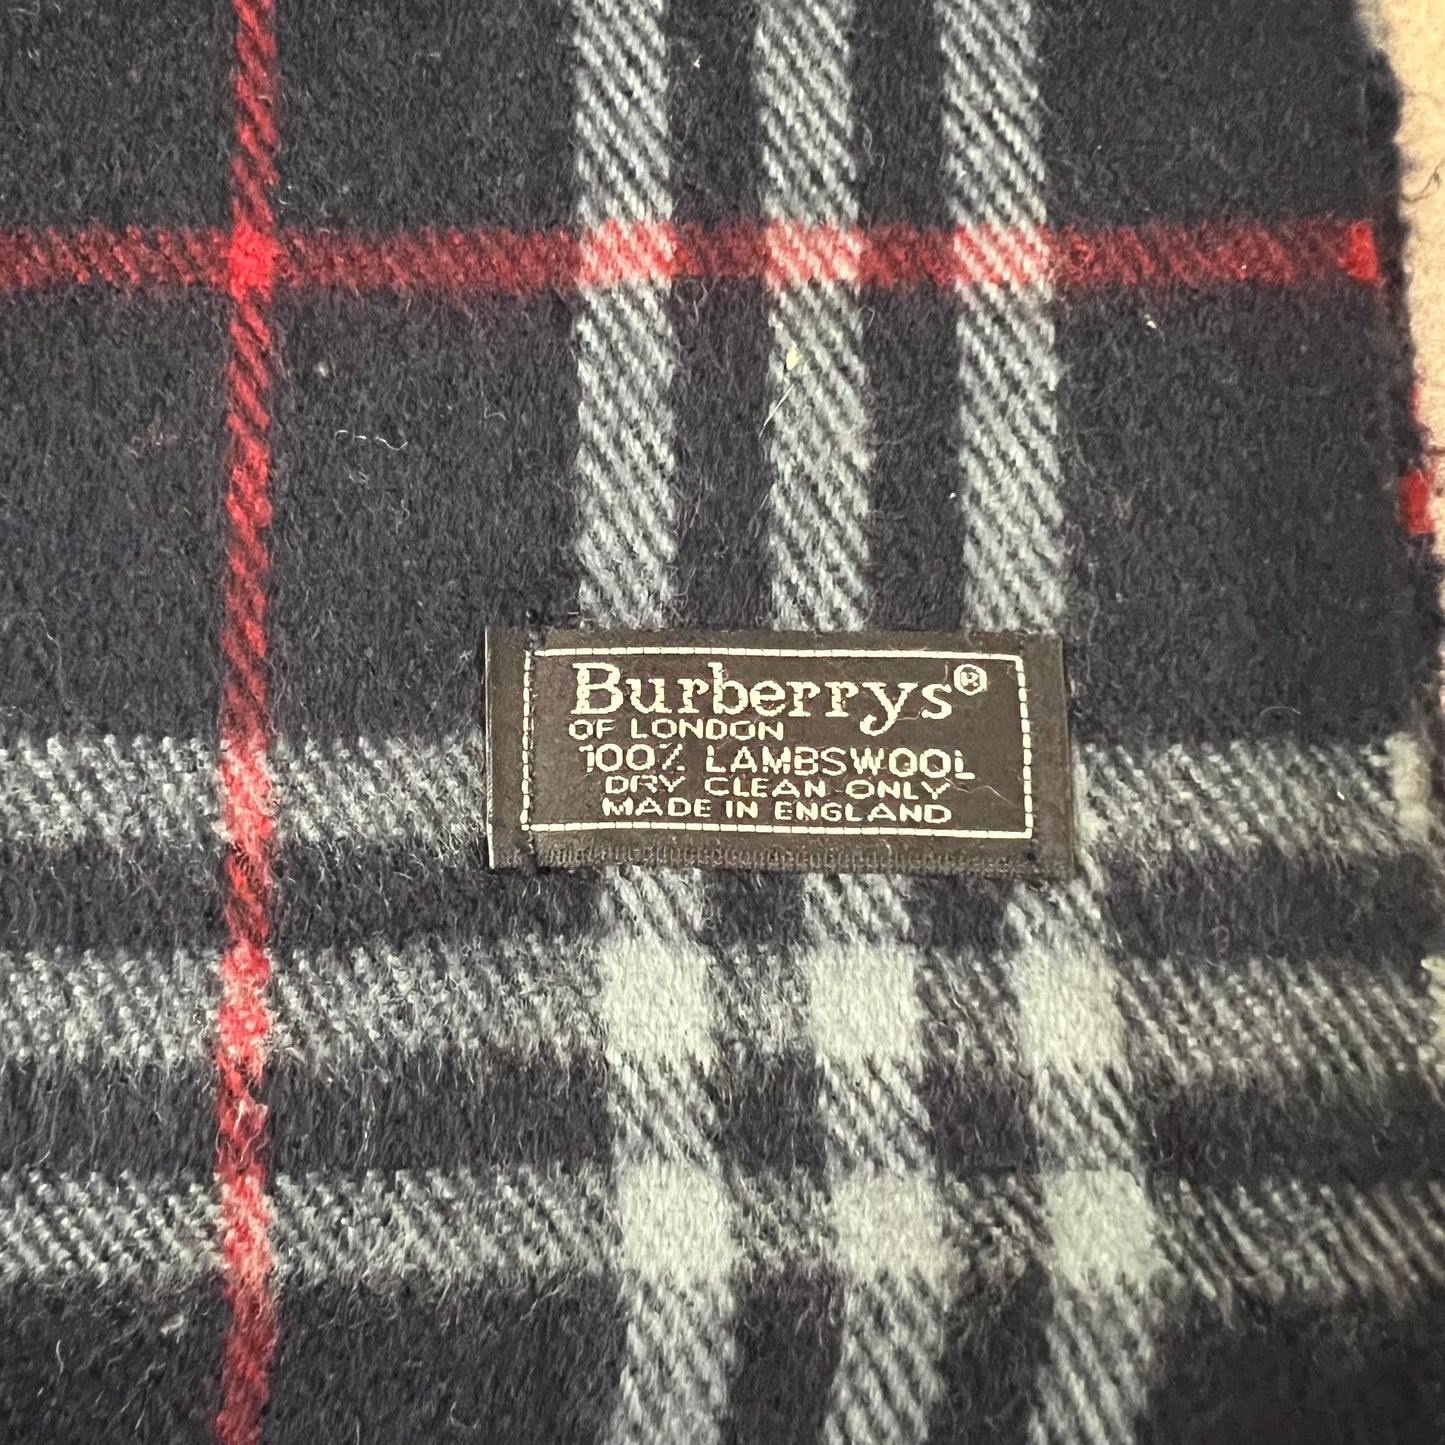 Burberrys®
OF LONDON
100% LAMBSWOOL
DRY CLEAN ONLY
MADE IN ENGLAND